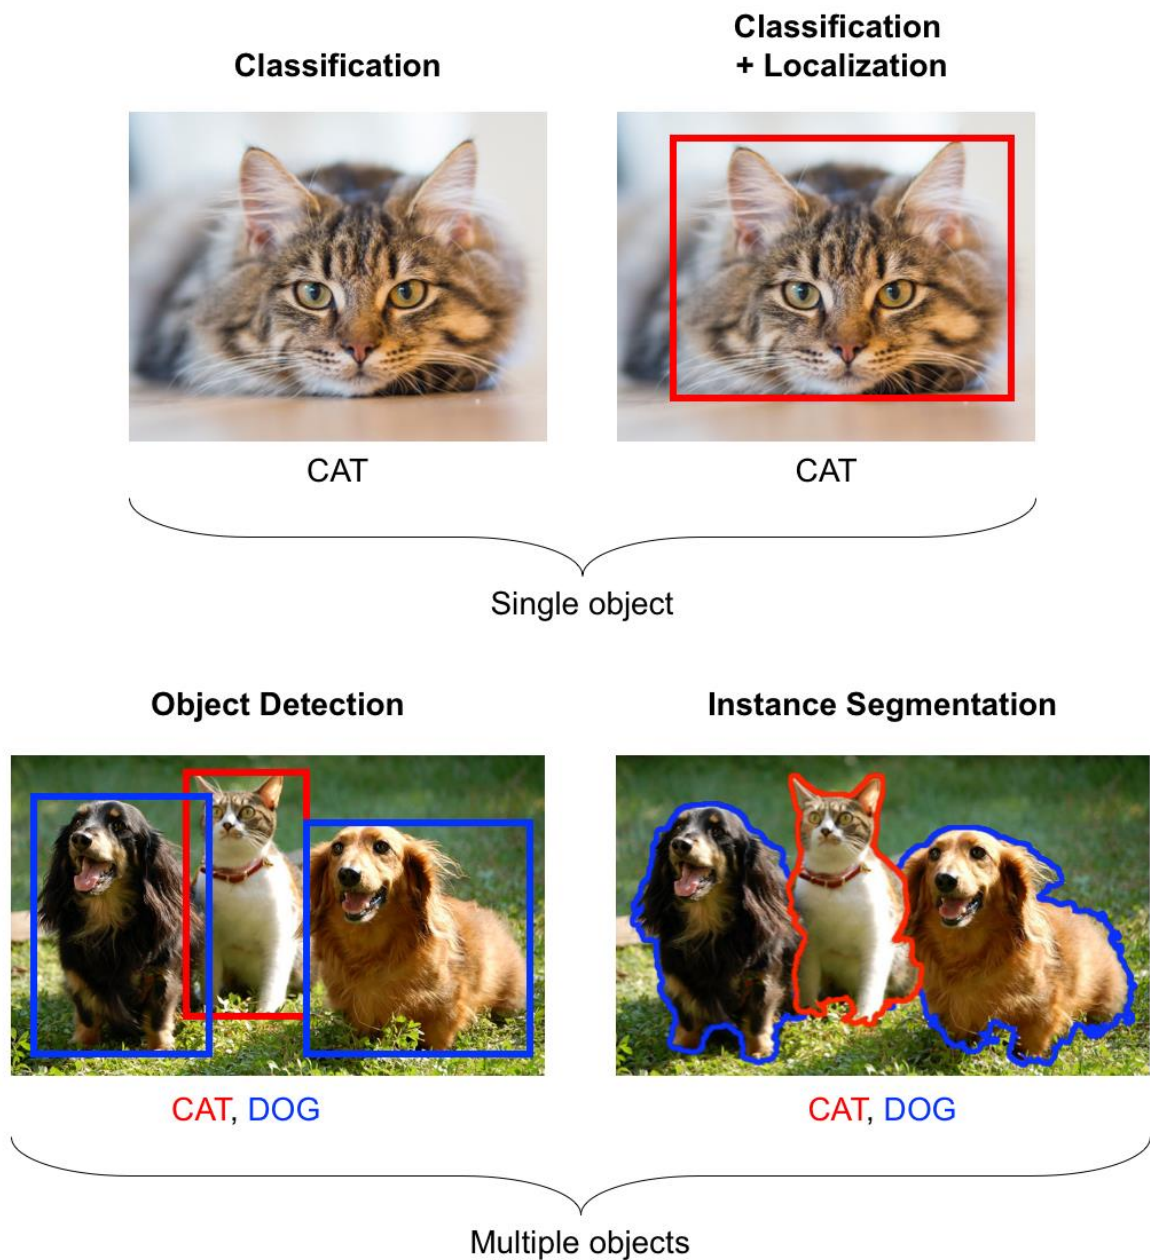 Classification
Classification
+ Localization
CAT
CAT
Single object
Object Detection
Instance Segmentation
CAT, DOG
CAT, DOG
Multiple objects